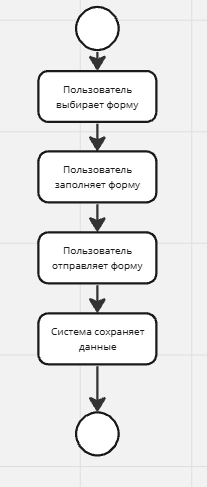 Пользователь
выбирает форму
Пользователь
заполняет форму
Пользователь
отправляет форму
Система сохраняет
данные